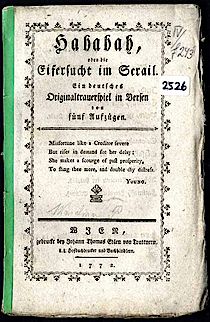 Hababah,
oder die
Eifersucht im Serail.
Ein deutsches
Originaltrauerspiel in Versen
von
fünf Aufzügen.
2526
Misfortune like a Creditor severe
But rises in demand for her delay:
She makes a scourge of past prosperity,
To sting thee more, and double thy distress.
Young.
WIEN,
gedruckt bey Johann Thomas Edlen von Trattnern,
k. k. Hofbuchdrucker und Buchhändlern.
1772.